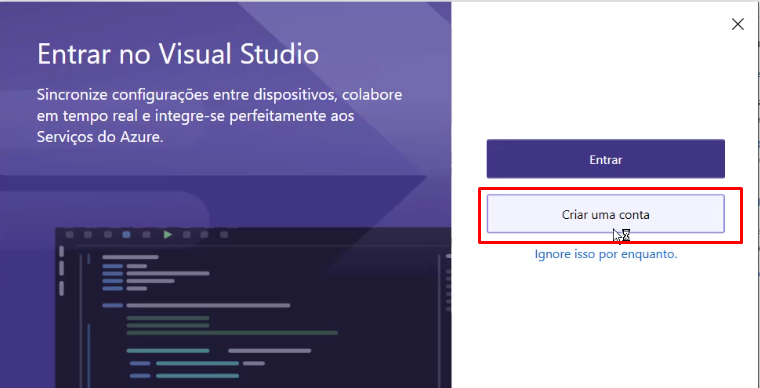 Entrar no Visual Studio
Sincronize configurações entre dispositivos, colabore
em tempo real e integre-se perfeitamente aos
Serviços do Azure.
Entrar
Criar uma conta
Ignore isso por enquanto.